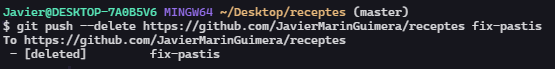 Javier@DESKTOP-7A0B5V6 MINGW64 ~/Desktop/receptes (master)
$ git push --delete https://github.com/JavierMarinGuimera/receptes fix-pastis
To https://github.com/JavierMarinGuimera/receptes
 - [deleted]         fix-pastis